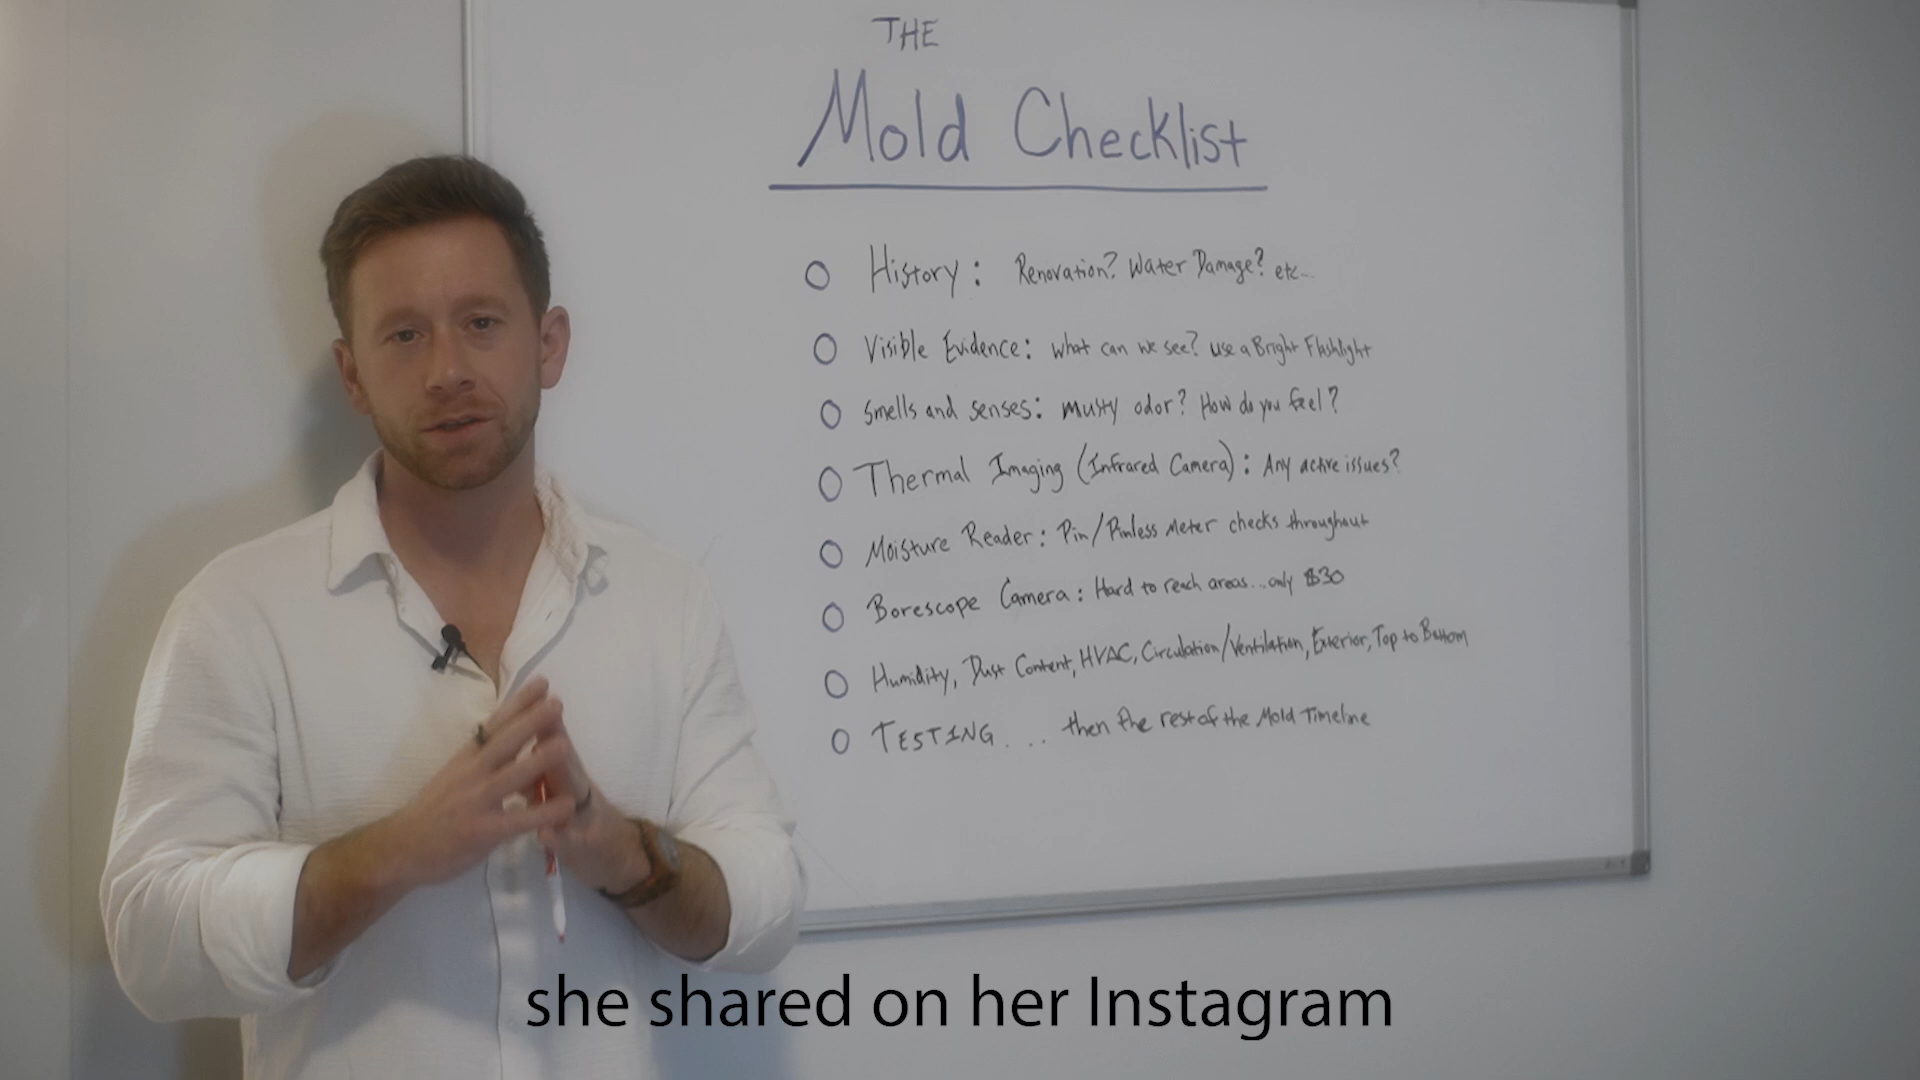 THE
Mold Checklist
History: Renovation? Water Damage? etc...
Visible Evidence: What can we see? use a Bright Flashlight
Smells and senses: musty odor? How do you feel?
Thermal Imaging (Infrared Camera): Any active issues?
Moisture Reader: Pin/Pinless Meter checks throughout
Borescope Camera: Hard to reach areas... only $30
Humidity, Dust Content, HVAC, Circulation/Ventilation, Exterior, Top to Bottom
TESTING.... then the rest of the Mold Timeline
she shared on her Instagram